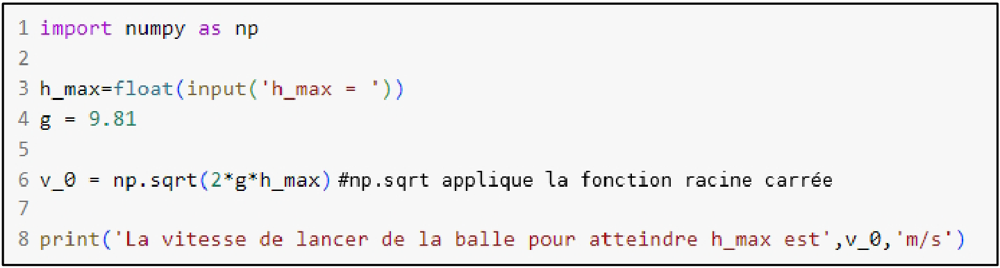 1 import numpy as np
2
3 h_max=float(input('h_max = '))
4 g = 9.81
5
6 v_0 = np.sqrt(2*g*h_max) #np.sqrt applique la fonction racine carrée
7
8 print('La vitesse de lancer de la balle pour atteindre h_max est',v_0,'m/s')